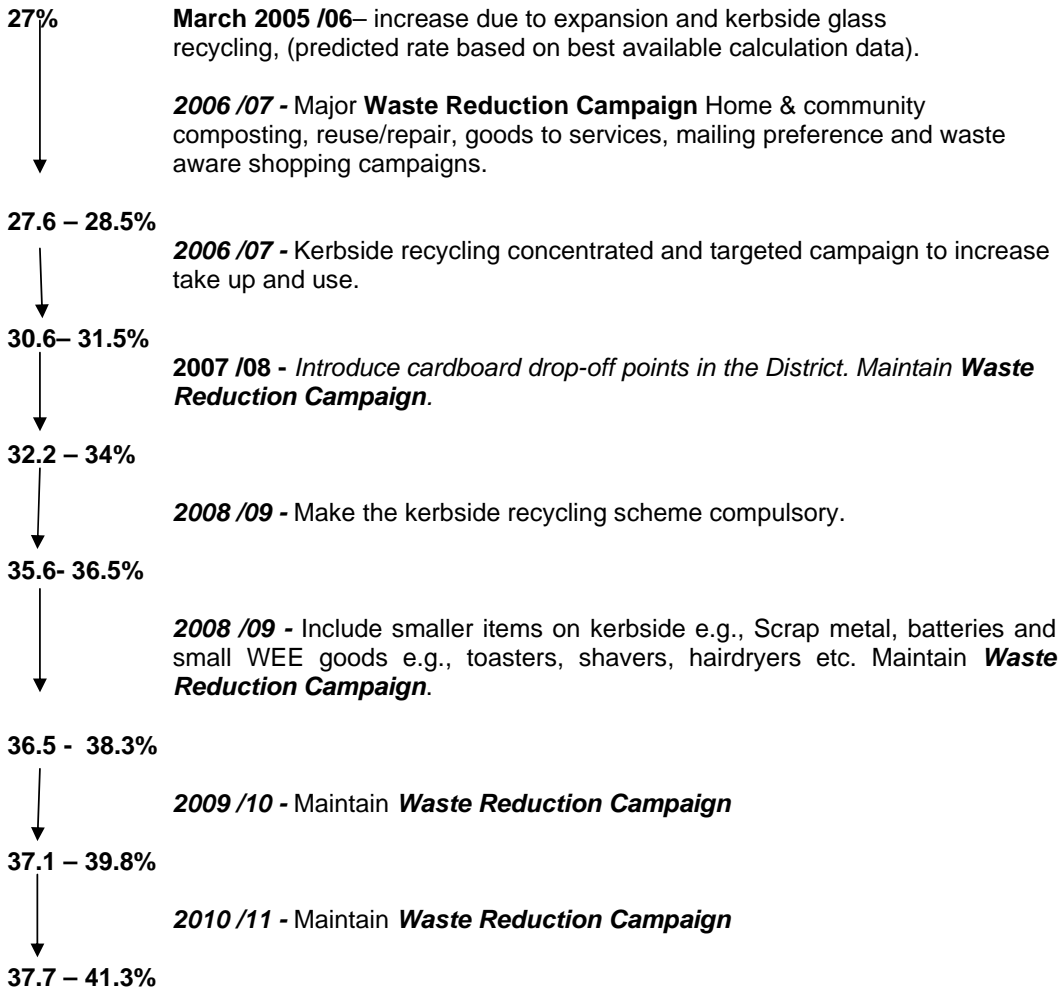 27%
March 2005 /06– increase due to expansion and kerbside glass
recycling, (predicted rate based on best available calculation data).
2006 /07 - Major Waste Reduction Campaign Home & community
composting, reuse/repair, goods to services, mailing preference and waste
aware shopping campaigns.
27.6 – 28.5%
2006 /07 - Kerbside recycling concentrated and targeted campaign to increase
take up and use.
30.6– 31.5%
2007 /08 - Introduce cardboard drop-off points in the District. Maintain Waste
Reduction Campaign.
32.2 – 34%
2008 /09 - Make the kerbside recycling scheme compulsory.
35.6- 36.5%
2008 /09 - Include smaller items on kerbside e.g., Scrap metal, batteries and
small WEE goods e.g., toasters, shavers, hairdryers etc. Maintain Waste
Reduction Campaign.
36.5 - 38.3%
2009 /10 - Maintain Waste Reduction Campaign
37.1 – 39.8%
2010 /11 - Maintain Waste Reduction Campaign
37.7 – 41.3%